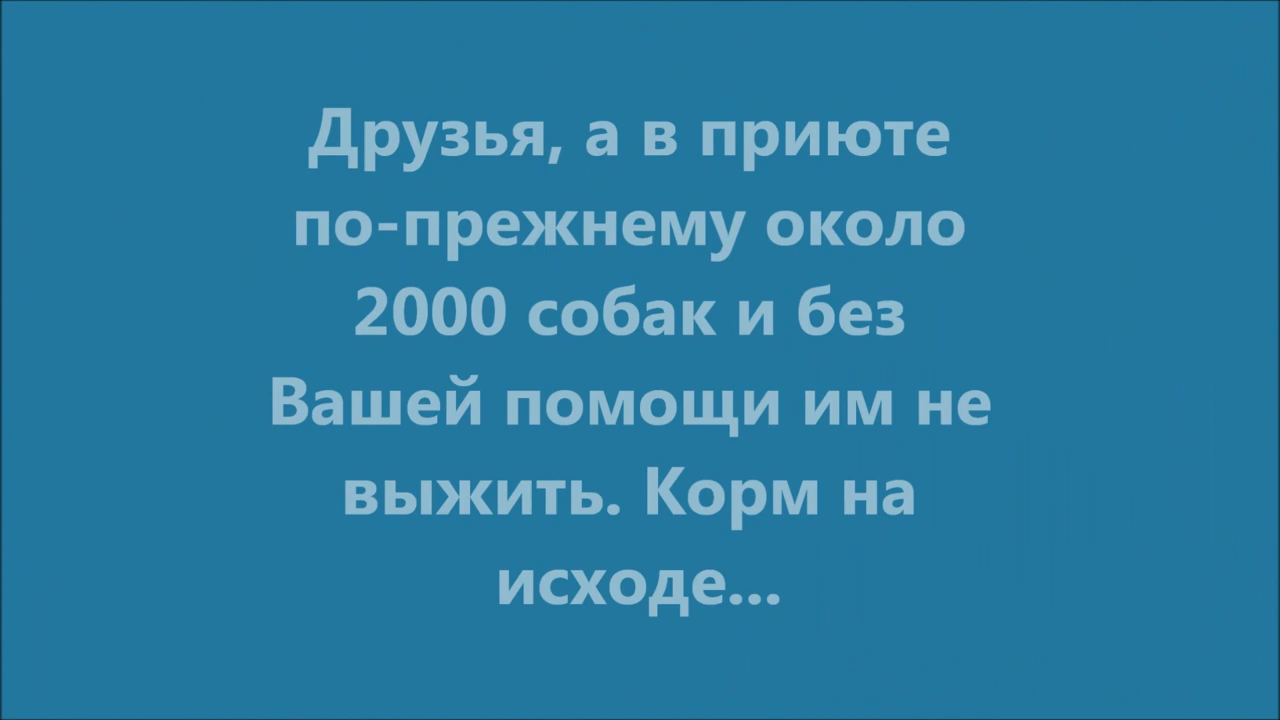 Друзья, а в приюте
по-прежнему около
2000 собак и без
Вашей помощи им не
выжить. Корм на
исходе...